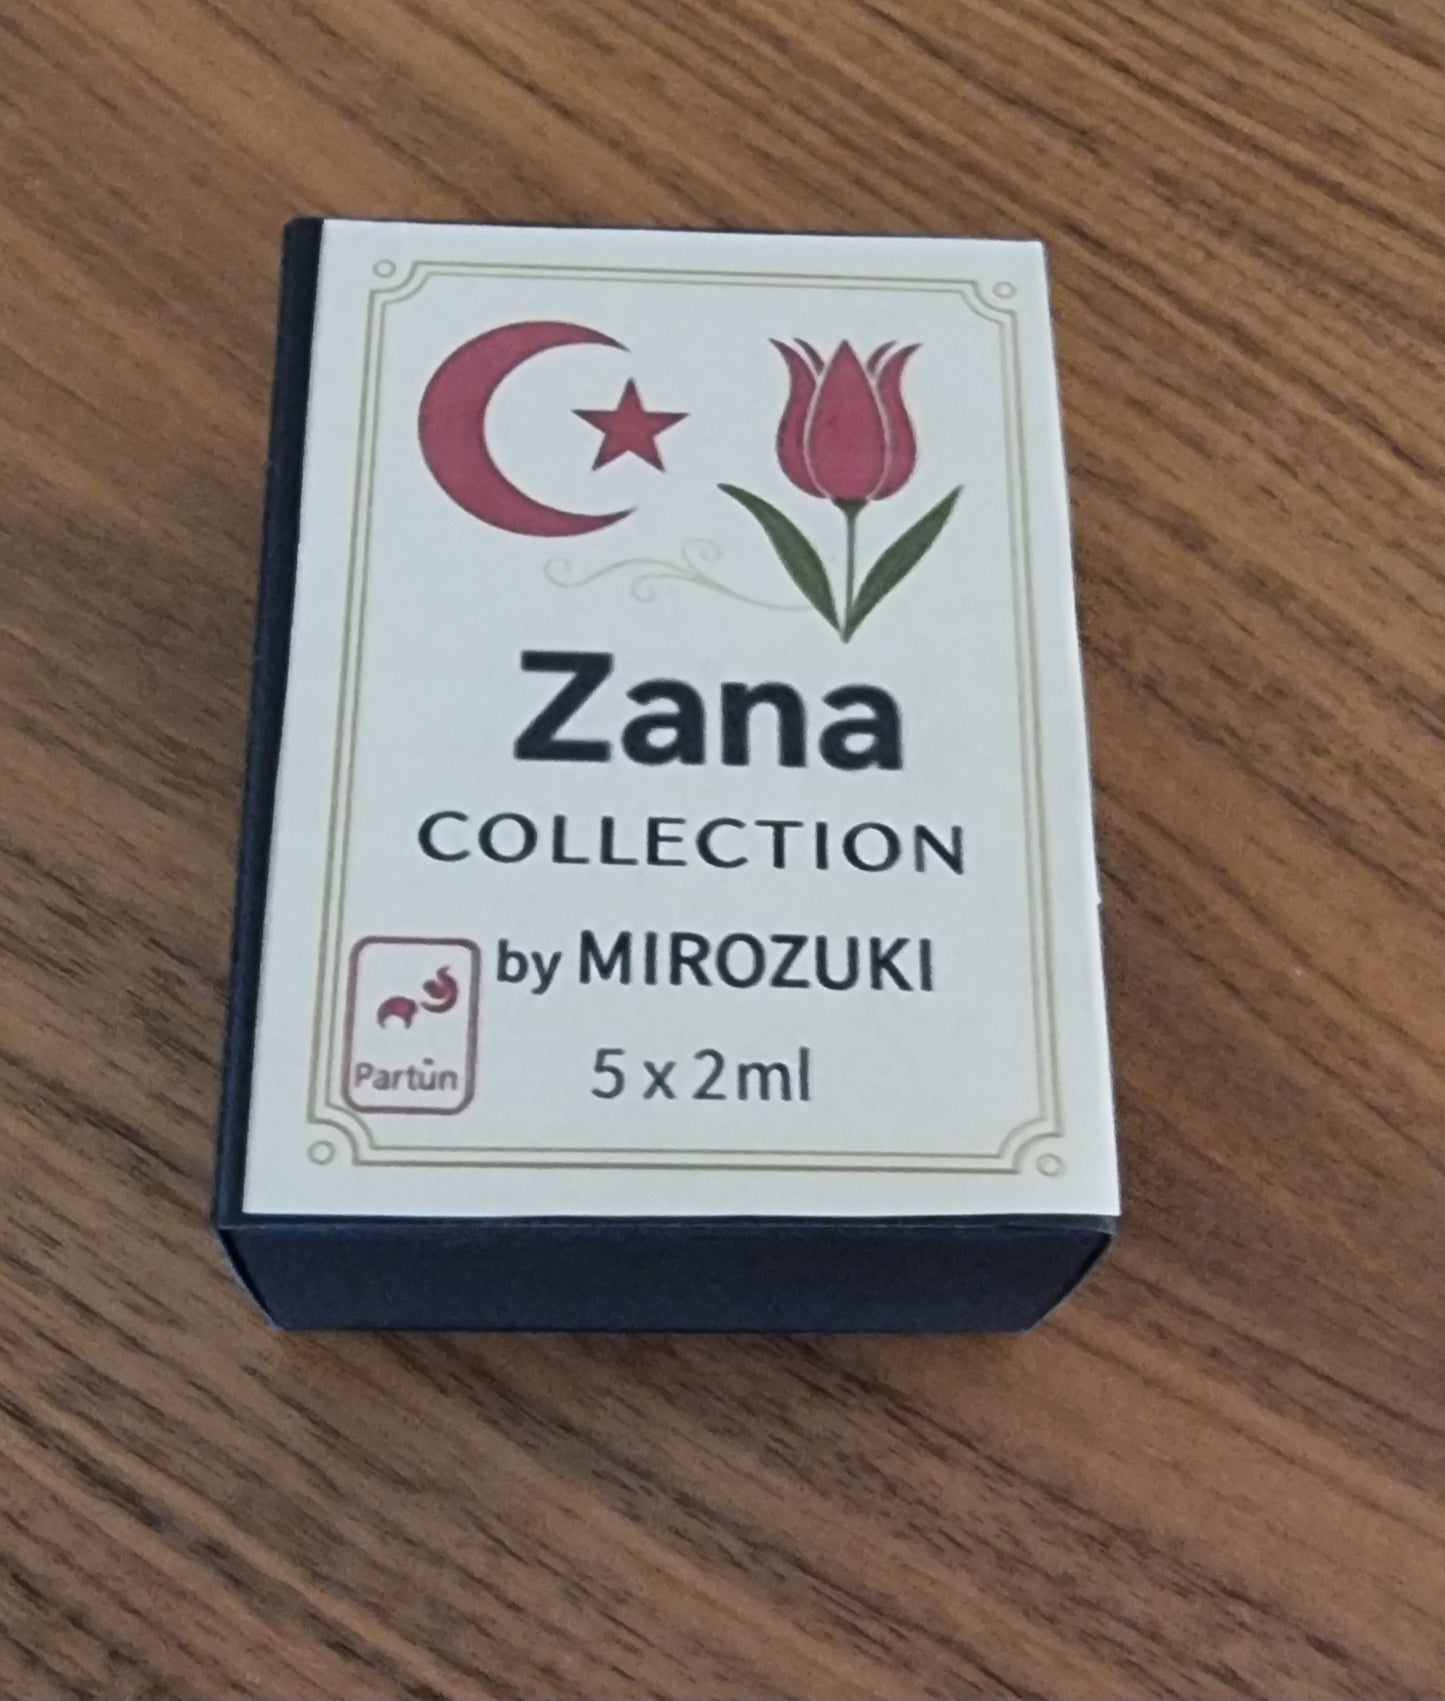 Zana
COLLECTION
by MIROZUKI
Partün
5 x 2ml